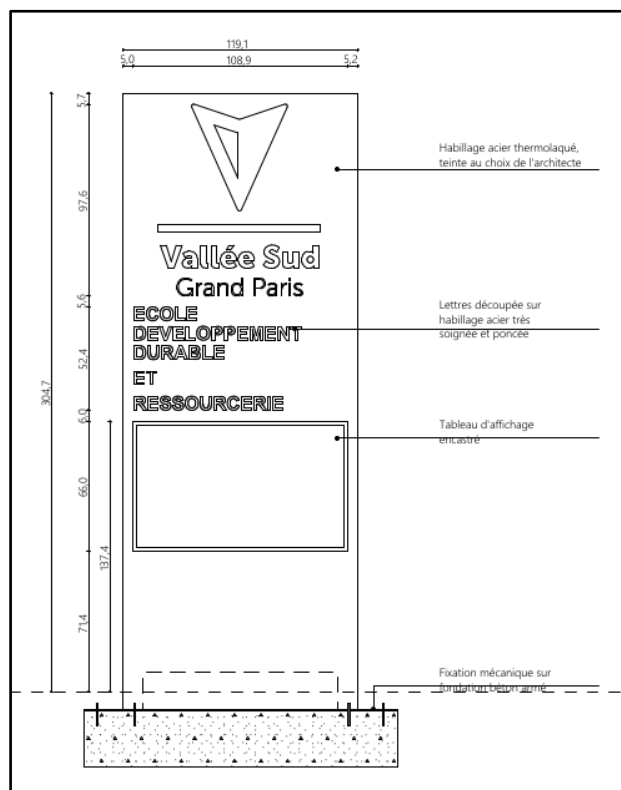 119,1
5,0 108,9 5,2
5,7
97,6
5,6
52,4
6,0
66,0
71,4
304,7
137,4
Vallée Sud
Grand Paris
ECOLE
DEVELOPPEMENT
DURABLE
ET
RESSOURCERIE
Habillage acier thermolaqué,
teinte au choix de l'architecte
Lettres découpée sur
habillage acier très
soignée et poncée
Tableau d'affichage
encastré
Fixation mécanique sur
fondation béton armé